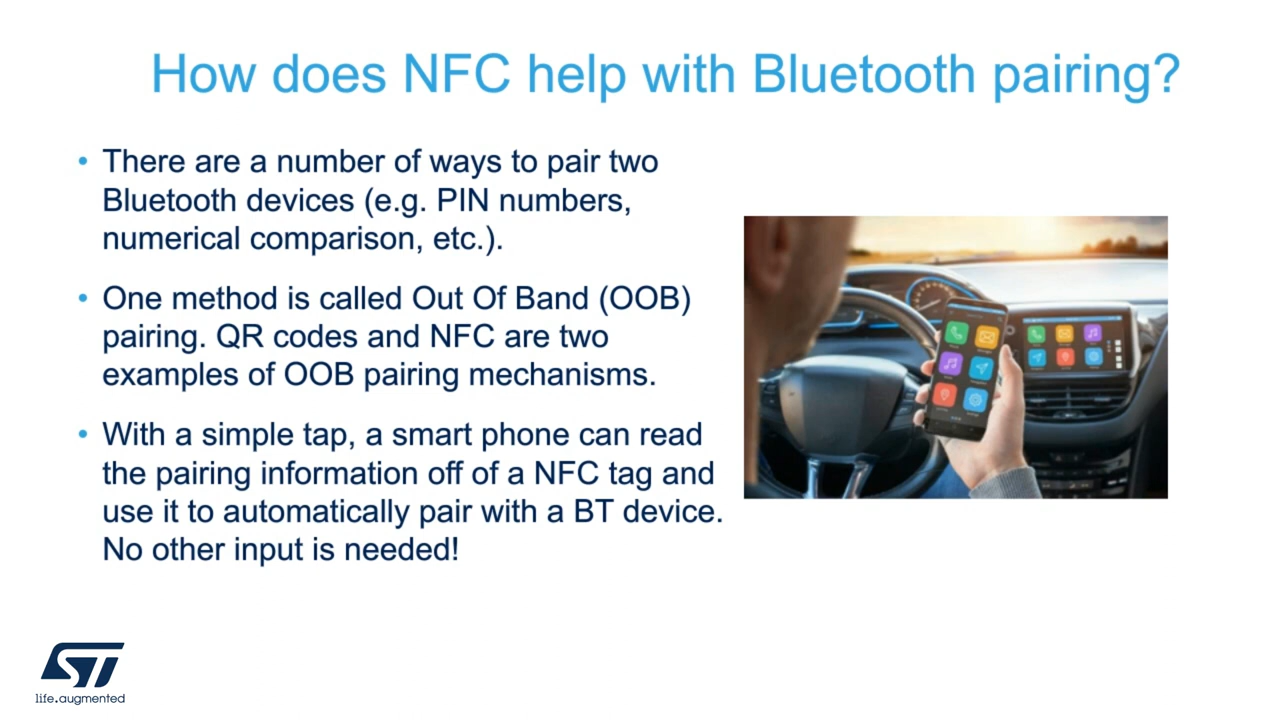 How does NFC help with Bluetooth pairing?
• There are a number of ways to pair two
Bluetooth devices (e.g. PIN numbers,
numerical comparison, etc.).
• One method is called Out Of Band (OOB)
pairing. QR codes and NFC are two
examples of OOB pairing mechanisms.
• With a simple tap, a smart phone can read
the pairing information off of a NFC tag and
use it to automatically pair with a BT device.
No other input is needed!
ST
life.augmented